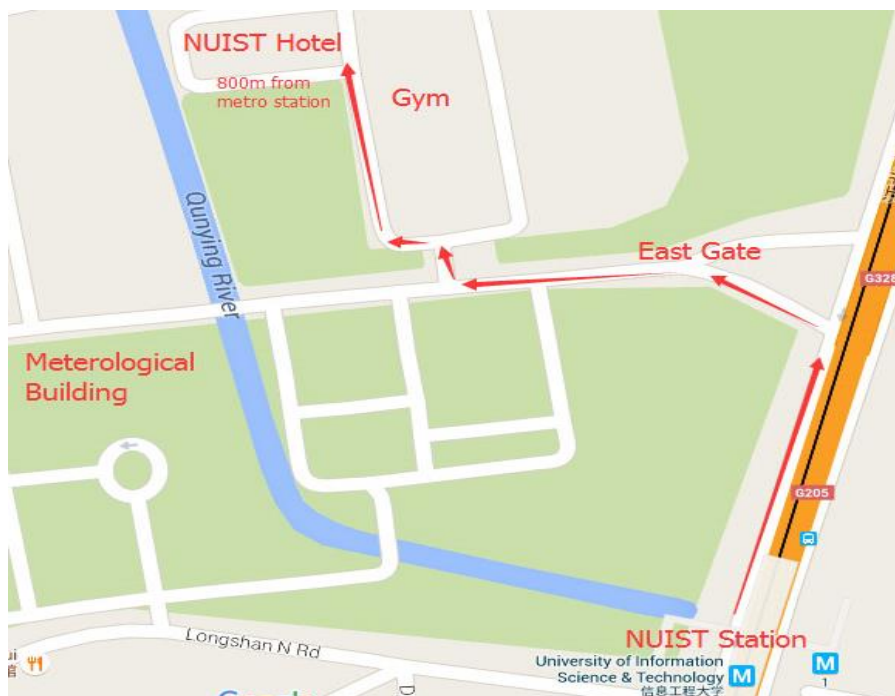 NUIST Hotel
800m from
metro station
Gym
Qunying River
East Gate
G328
Meterological
Building
G205
Longshan N Rd
NUIST Station
University of Information
Science & Technology
信息工程大学
M
M
1
D